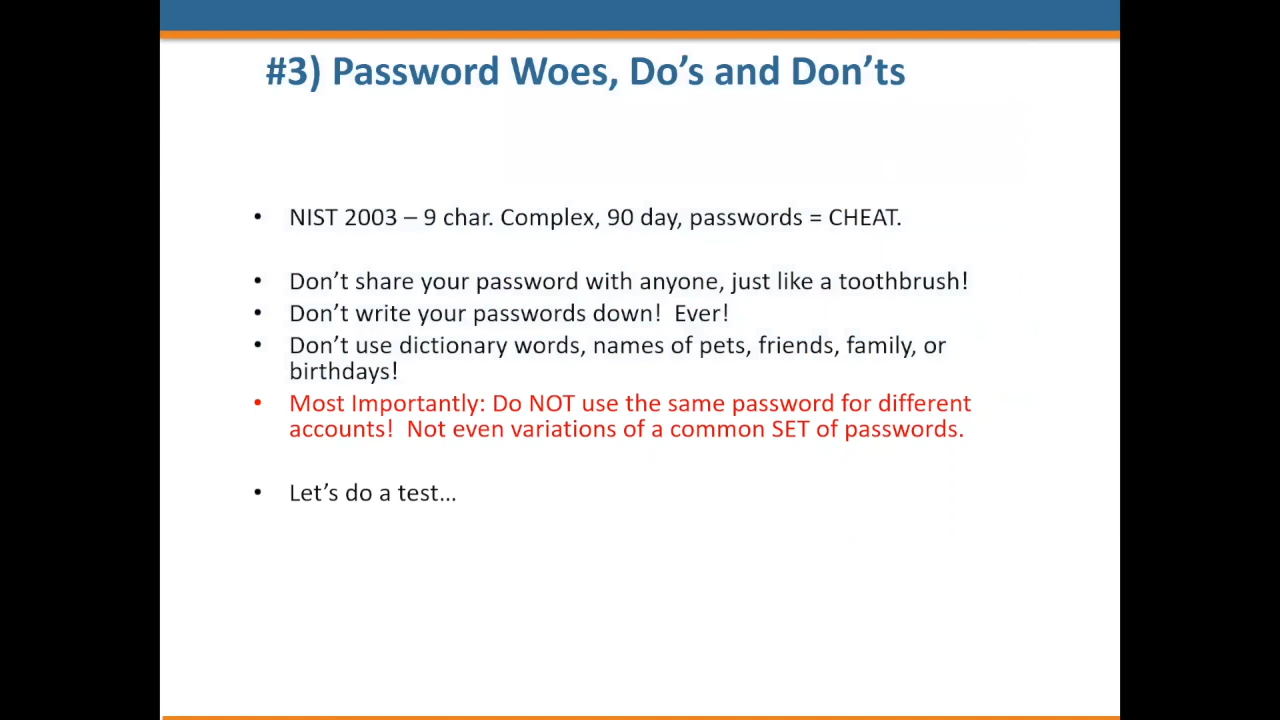 #3) Password Woes, Do’s and Don’ts
• NIST 2003 – 9 char. Complex, 90 day, passwords = CHEAT.
• Don’t share your password with anyone, just like a toothbrush!
• Don’t write your passwords down!  Ever!
• Don’t use dictionary words, names of pets, friends, family, or
birthdays!
• Most Importantly: Do NOT use the same password for different
accounts!  Not even variations of a common SET of passwords.
• Let’s do a test…